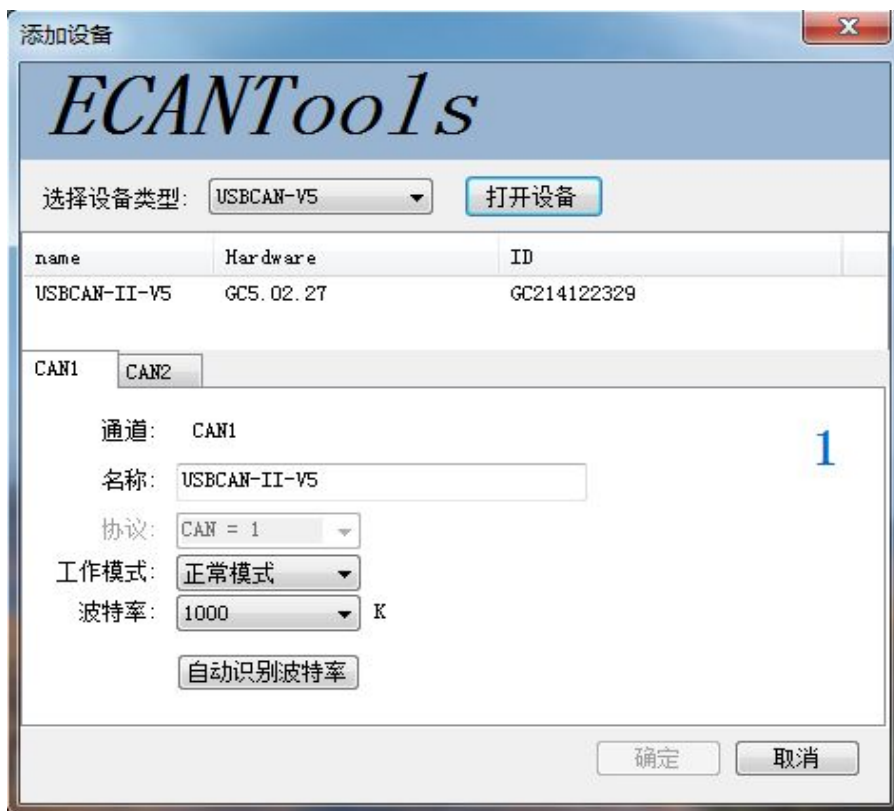 添加设备
ECANTools
选择设备类型: USBCAN-V5 打开设备
name Hardware ID
USBCAN-II-V5 GC5.02.27 GC214122329
CAN1 CAN2
通道: CAN1
1
名称: USBCAN-II-V5
协议: CAN = 1
工作模式: 正常模式
波特率: 1000 K
自动识别波特率
确定 取消